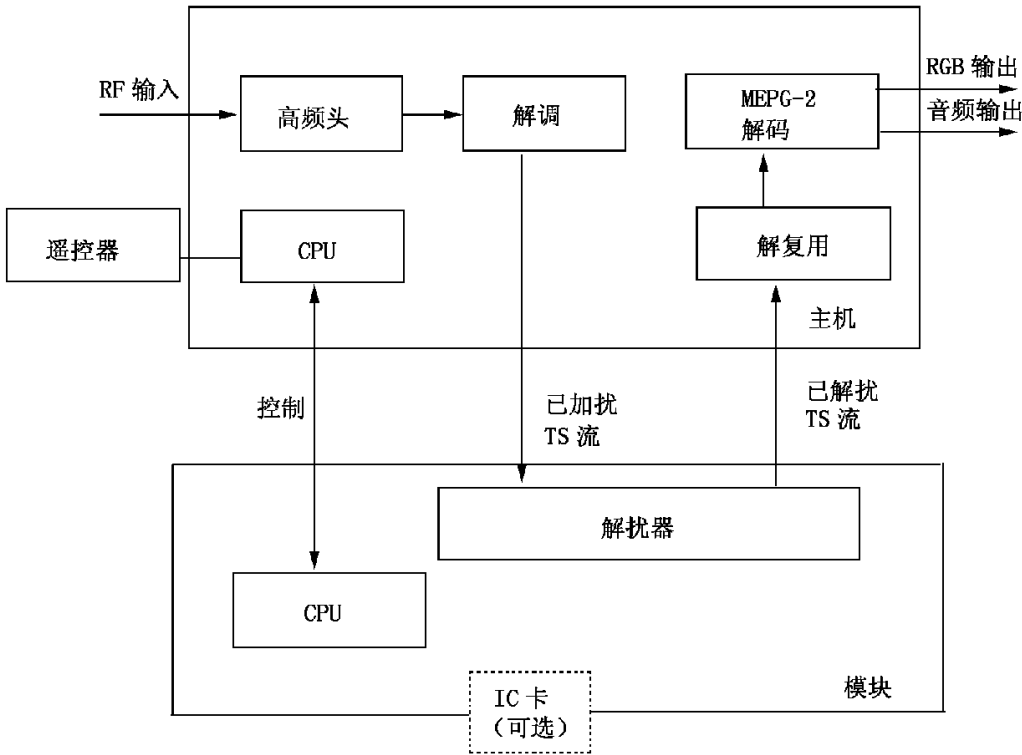 RF 输入
高频头
解调
MEPG-2
解码
RGB 输出
音频输出
遥控器
CPU
解复用
主机
控制
已加扰
TS 流
已解扰
TS 流
解扰器
CPU
IC 卡
（可选）
模块